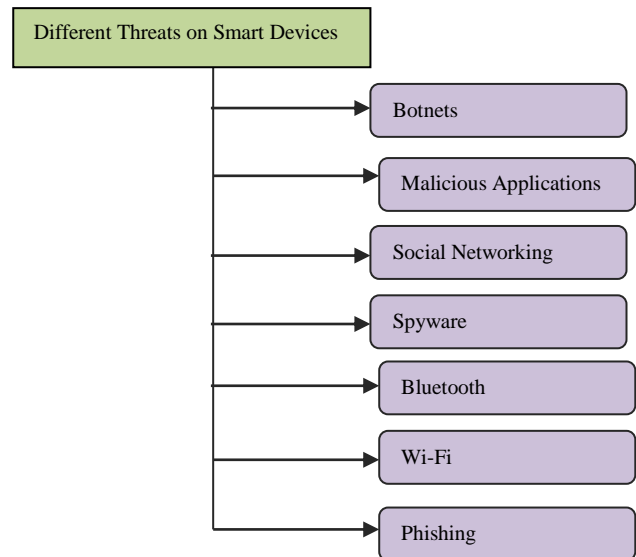 Different Threats on Smart Devices
Botnets
Malicious Applications
Social Networking
Spyware
Bluetooth
Wi-Fi
Phishing